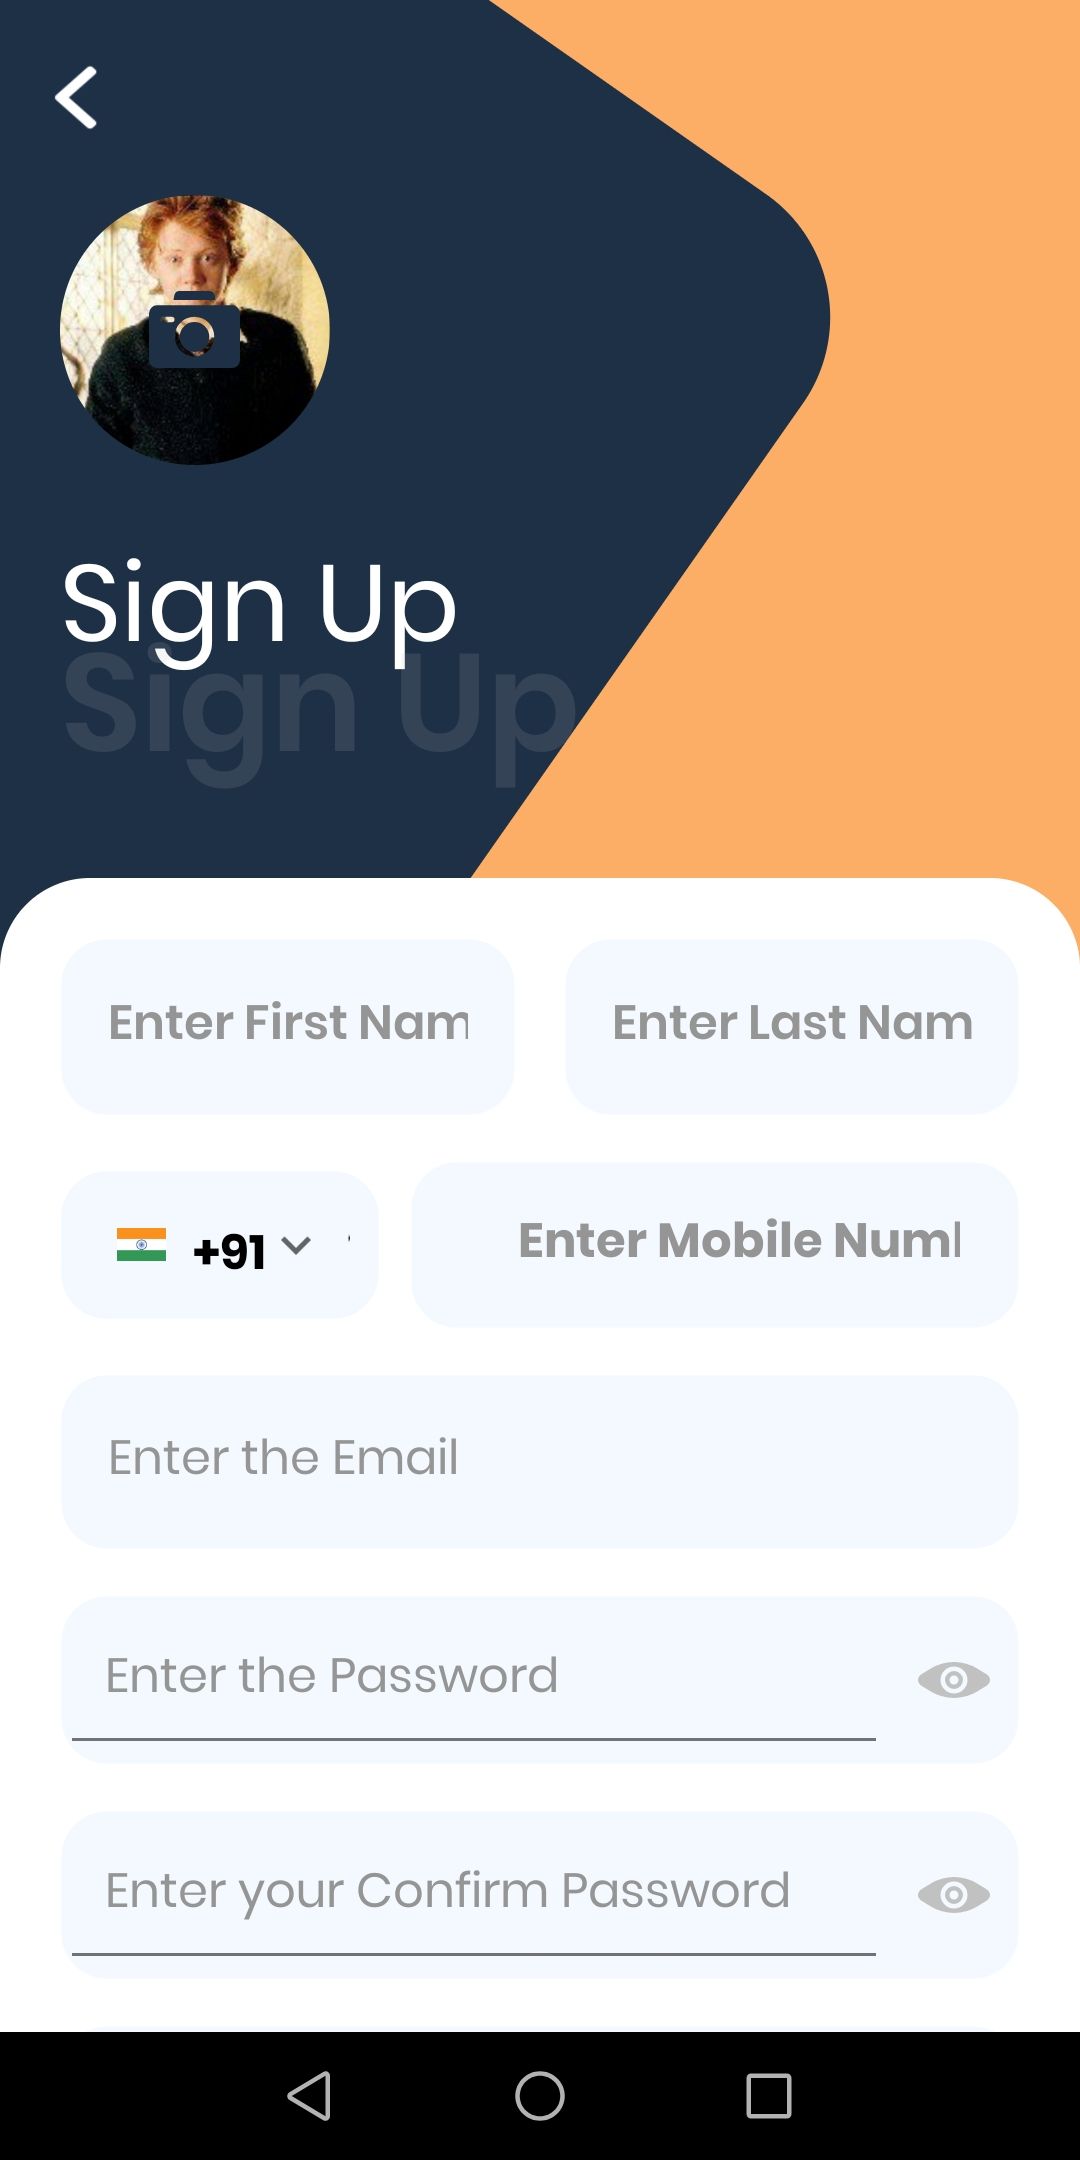 Sign Up
Sign Up
Enter First Nam
Enter Last Nam
+91
Enter Mobile Num
Enter the Email
Enter the Password
Enter your Confirm Password